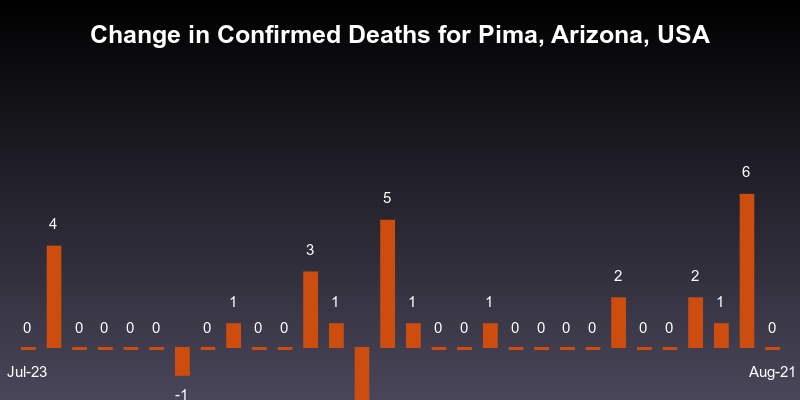 Change in Confirmed Deaths for Pima, Arizona, USA
6
5
4
3
2 2
1 1 1 1 1
0 0 0 0 0 0 0 0 0 0 0 0 0 0 0 0 0 0
Jul-23 Aug-21
-1